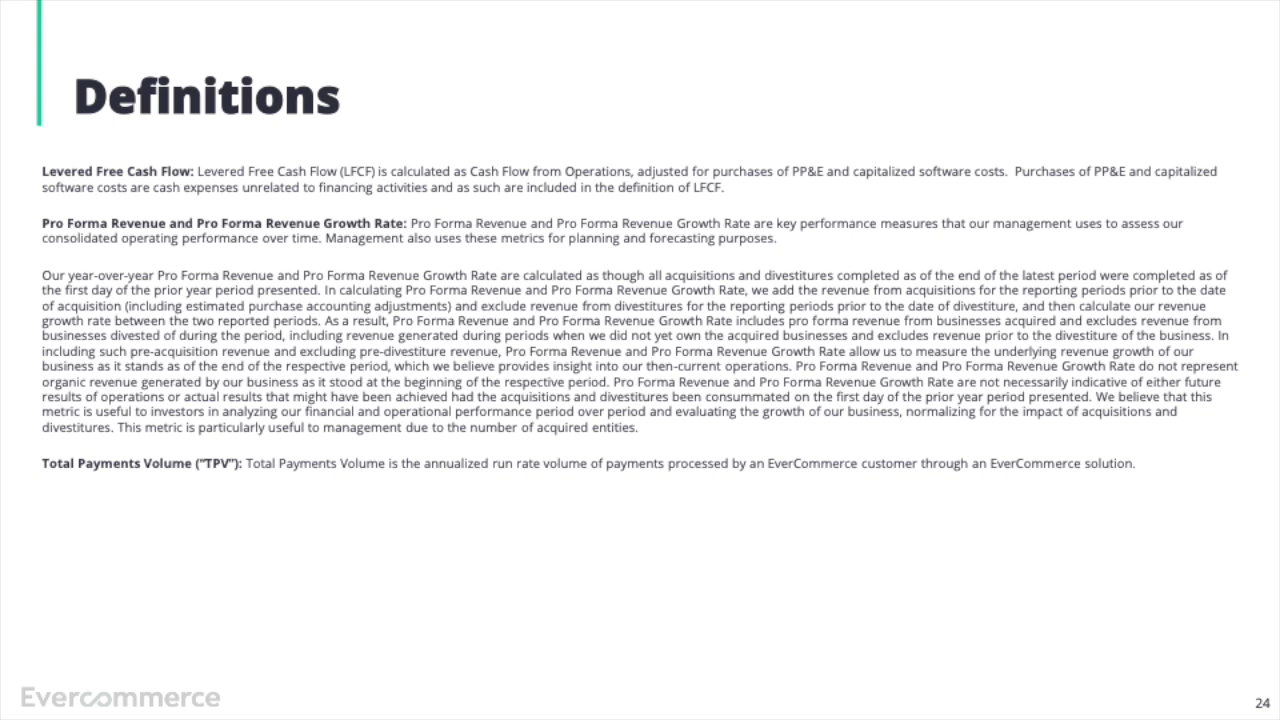 Definitions
Levered Free Cash Flow: Levered Free Cash Flow (LFCF) is calculated as Cash Flow from Operations, adjusted for purchases of PP&E and capitalized software costs.  Purchases of PP&E and capitalized
software costs are cash expenses unrelated to financing activities and as such are included in the definition of LFCF.
Pro Forma Revenue and Pro Forma Revenue Growth Rate: Pro Forma Revenue and Pro Forma Revenue Growth Rate are key performance measures that our management uses to assess our
consolidated operating performance over time. Management also uses these metrics for planning and forecasting purposes.
Our year-over-year Pro Forma Revenue and Pro Forma Revenue Growth Rate are calculated as though all acquisitions and divestitures completed as of the end of the latest period were completed as of
the first day of the prior year period presented. In calculating Pro Forma Revenue and Pro Forma Revenue Growth Rate, we add the revenue from acquisitions for the reporting periods prior to the date
of acquisition (including estimated purchase accounting adjustments) and exclude revenue from divestitures for the reporting periods prior to the date of divestiture, and then calculate our revenue
growth rate between the two reported periods. As a result, Pro Forma Revenue and Pro Forma Revenue Growth Rate includes pro forma revenue from businesses acquired and excludes revenue from
businesses divested of during the period, including revenue generated during periods when we did not yet own the acquired businesses and excludes revenue prior to the divestiture of the business. In
including such pre-acquisition revenue and excluding pre-divestiture revenue, Pro Forma Revenue and Pro Forma Revenue Growth Rate allow us to measure the underlying revenue growth of our
business as it stands as of the end of the respective period, which we believe provides insight into our then-current operations. Pro Forma Revenue and Pro Forma Revenue Growth Rate do not represent
organic revenue generated by our business as it stood at the beginning of the respective period. Pro Forma Revenue and Pro Forma Revenue Growth Rate are not necessarily indicative of either future
results of operations or actual results that might have been achieved had the acquisitions and divestitures been consummated on the first day of the prior year period presented. We believe that this
metric is useful to investors in analyzing our financial and operational performance period over period and evaluating the growth of our business, normalizing for the impact of acquisitions and
divestitures. This metric is particularly useful to management due to the number of acquired entities.
Total Payments Volume (“TPV”): Total Payments Volume is the annualized run rate volume of payments processed by an EverCommerce customer through an EverCommerce solution.
Evercommerce
24